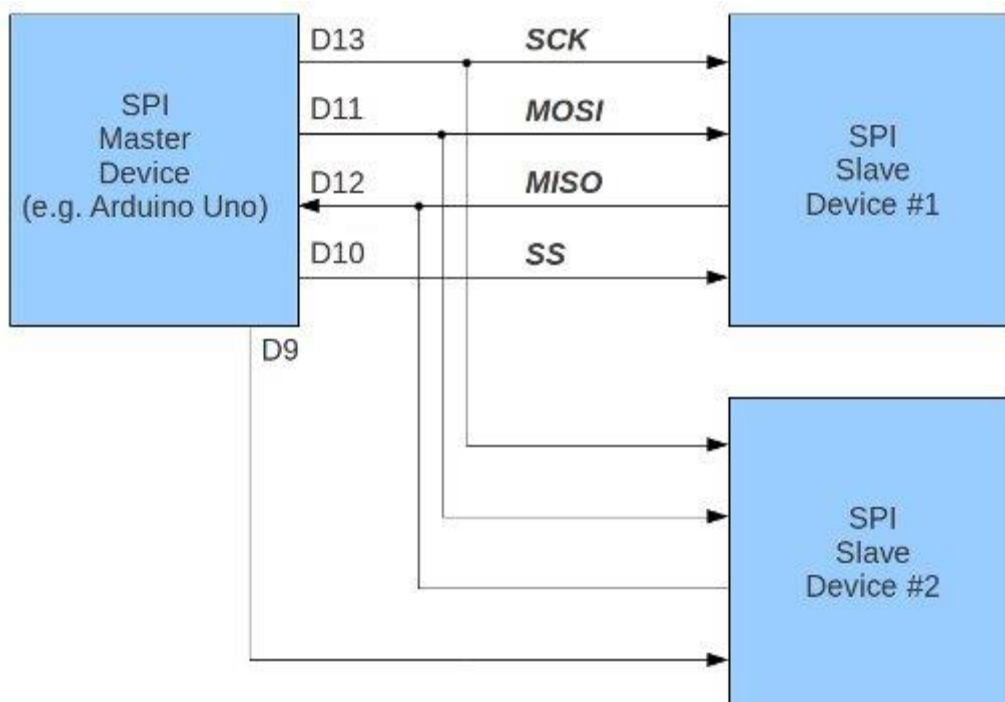 SPI
Master
Device
(e.g. Arduino Uno)
D13
SCK
D11
MOSI
D12
MISO
D10
SS
D9
SPI
Slave
Device #1
SPI
Slave
Device #2